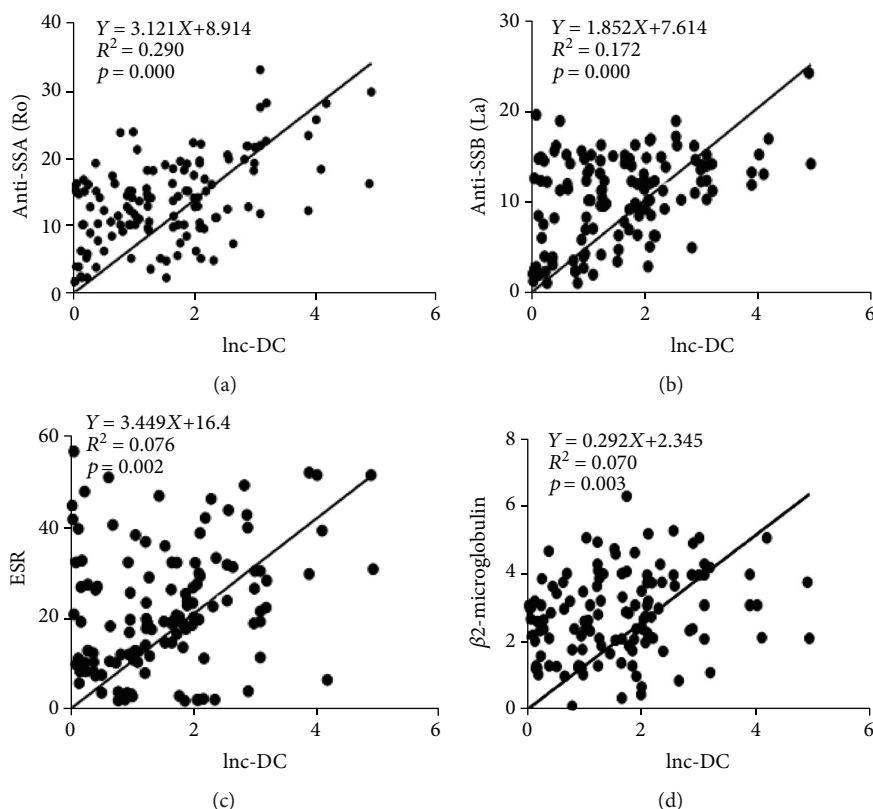 Y = 3.121X+8.914
R² = 0.290
p = 0.000
Anti-SSA (Ro)
40
30
20
10
0
0
2
4
6
lnc-DC
(a)
Y = 1.852X+7.614
R² = 0.172
p = 0.000
Anti-SSB (La)
30
20
10
0
0
2
4
6
lnc-DC
(b)
Y = 3.449X+16.4
R² = 0.076
p = 0.002
ESR
60
40
20
0
0
2
4
6
lnc-DC
(c)
Y = 0.292X+2.345
R² = 0.070
p = 0.003
β2-microglobulin
8
6
4
2
0
0
2
4
6
lnc-DC
(d)